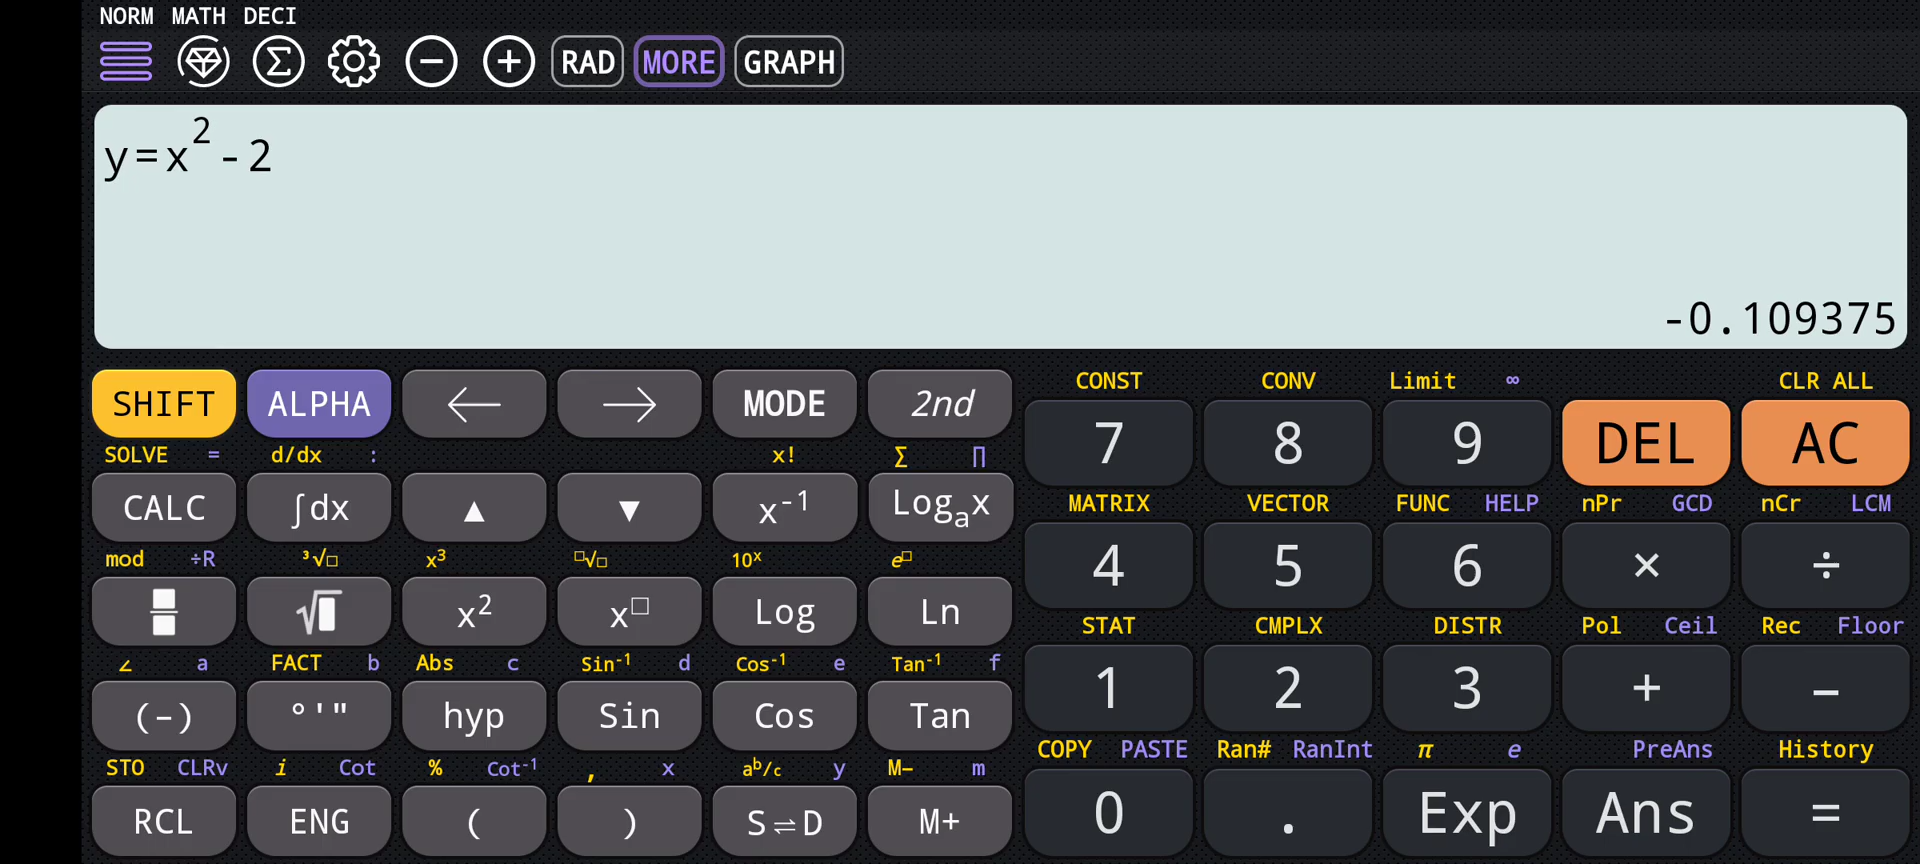 NORM MATH DECI
Σ − + RAD MORE GRAPH
y=x²-2
-0.109375
SHIFT ALPHA ← → MODE 2nd
CONST CONV Limit ∞ CLR ALL
7 8 9 DEL AC
SOLVE = d/dx : x! Σ ∏
CALC ∫dx ▲ ▼ x⁻¹ Logₐx
MATRIX VECTOR FUNC HELP nPr GCD nCr LCM
4 5 6 × ÷
mod ÷R ³√□ x³ □√□ 10ˣ e□
√ x² x□ Log Ln
STAT CMPLX DISTR Pol Ceil Rec Floor
1 2 3 + −
∠ a FACT b Abs c Sin⁻¹ d Cos⁻¹ e Tan⁻¹ f
(−) °'" hyp Sin Cos Tan
COPY PASTE Ran# RanInt π e PreAns History
0 . Exp Ans =
STO CLRv i Cot % Cot⁻¹ , x aᵇ/c y M− m
RCL ENG ( ) S⇌D M+